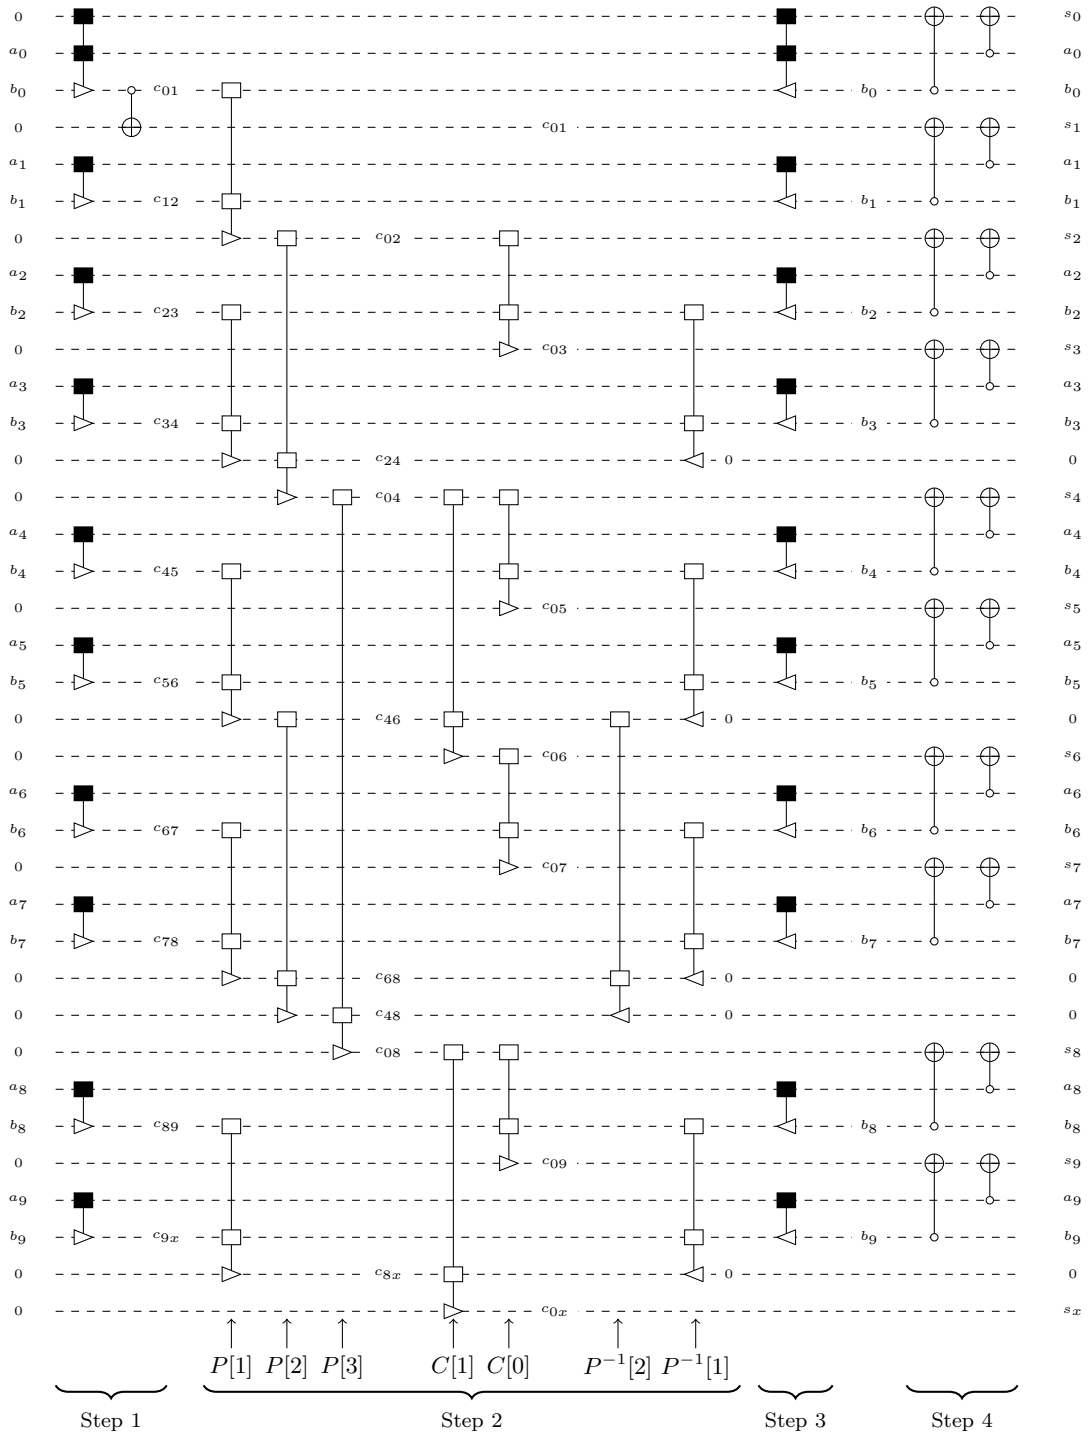 0 s₀
a₀ a₀
b₀ c₀₁ b₀ b₀
0 c₀₁ s₁
a₁ a₁
b₁ c₁₂ b₁ b₁
0 c₀₂ s₂
a₂ a₂
b₂ c₂₃ b₂ b₂
0 c₀₃ s₃
a₃ a₃
b₃ c₃₄ b₃ b₃
0 c₂₄ 0 0
0 c₀₄ s₄
a₄ a₄
b₄ c₄₅ b₄ b₄
0 c₀₅ s₅
a₅ a₅
b₅ c₅₆ b₅ b₅
0 c₄₆ 0 0
0 c₀₆ s₆
a₆ a₆
b₆ c₆₇ b₆ b₆
0 c₀₇ s₇
a₇ a₇
b₇ c₇₈ b₇ b₇
0 c₆₈ 0 0
0 c₄₈ 0 0
0 c₀₈ s₈
a₈ a₈
b₈ c₈₉ b₈ b₈
0 c₀₉ s₉
a₉ a₉
b₉ c₉ₓ b₉ b₉
0 c₈ₓ 0 0
0 c₀ₓ sₓ
P[1] P[2] P[3] C[1] C[0] P⁻¹[2] P⁻¹[1]
Step 1 Step 2 Step 3 Step 4